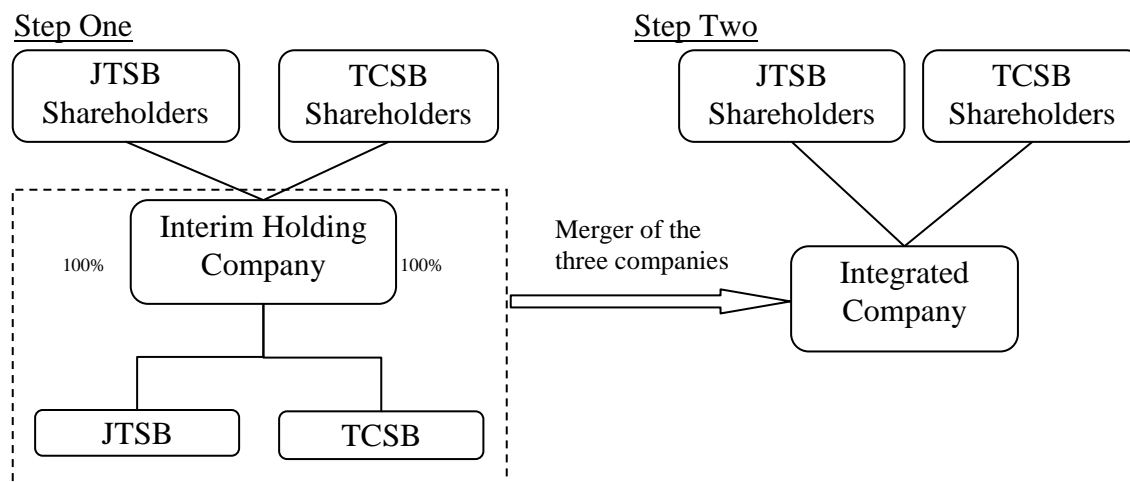 Step One
JTSB
Shareholders
TCSB
Shareholders
Interim Holding
Company
100%
100%
JTSB
TCSB
Merger of the
three companies
Step Two
JTSB
Shareholders
TCSB
Shareholders
Integrated
Company